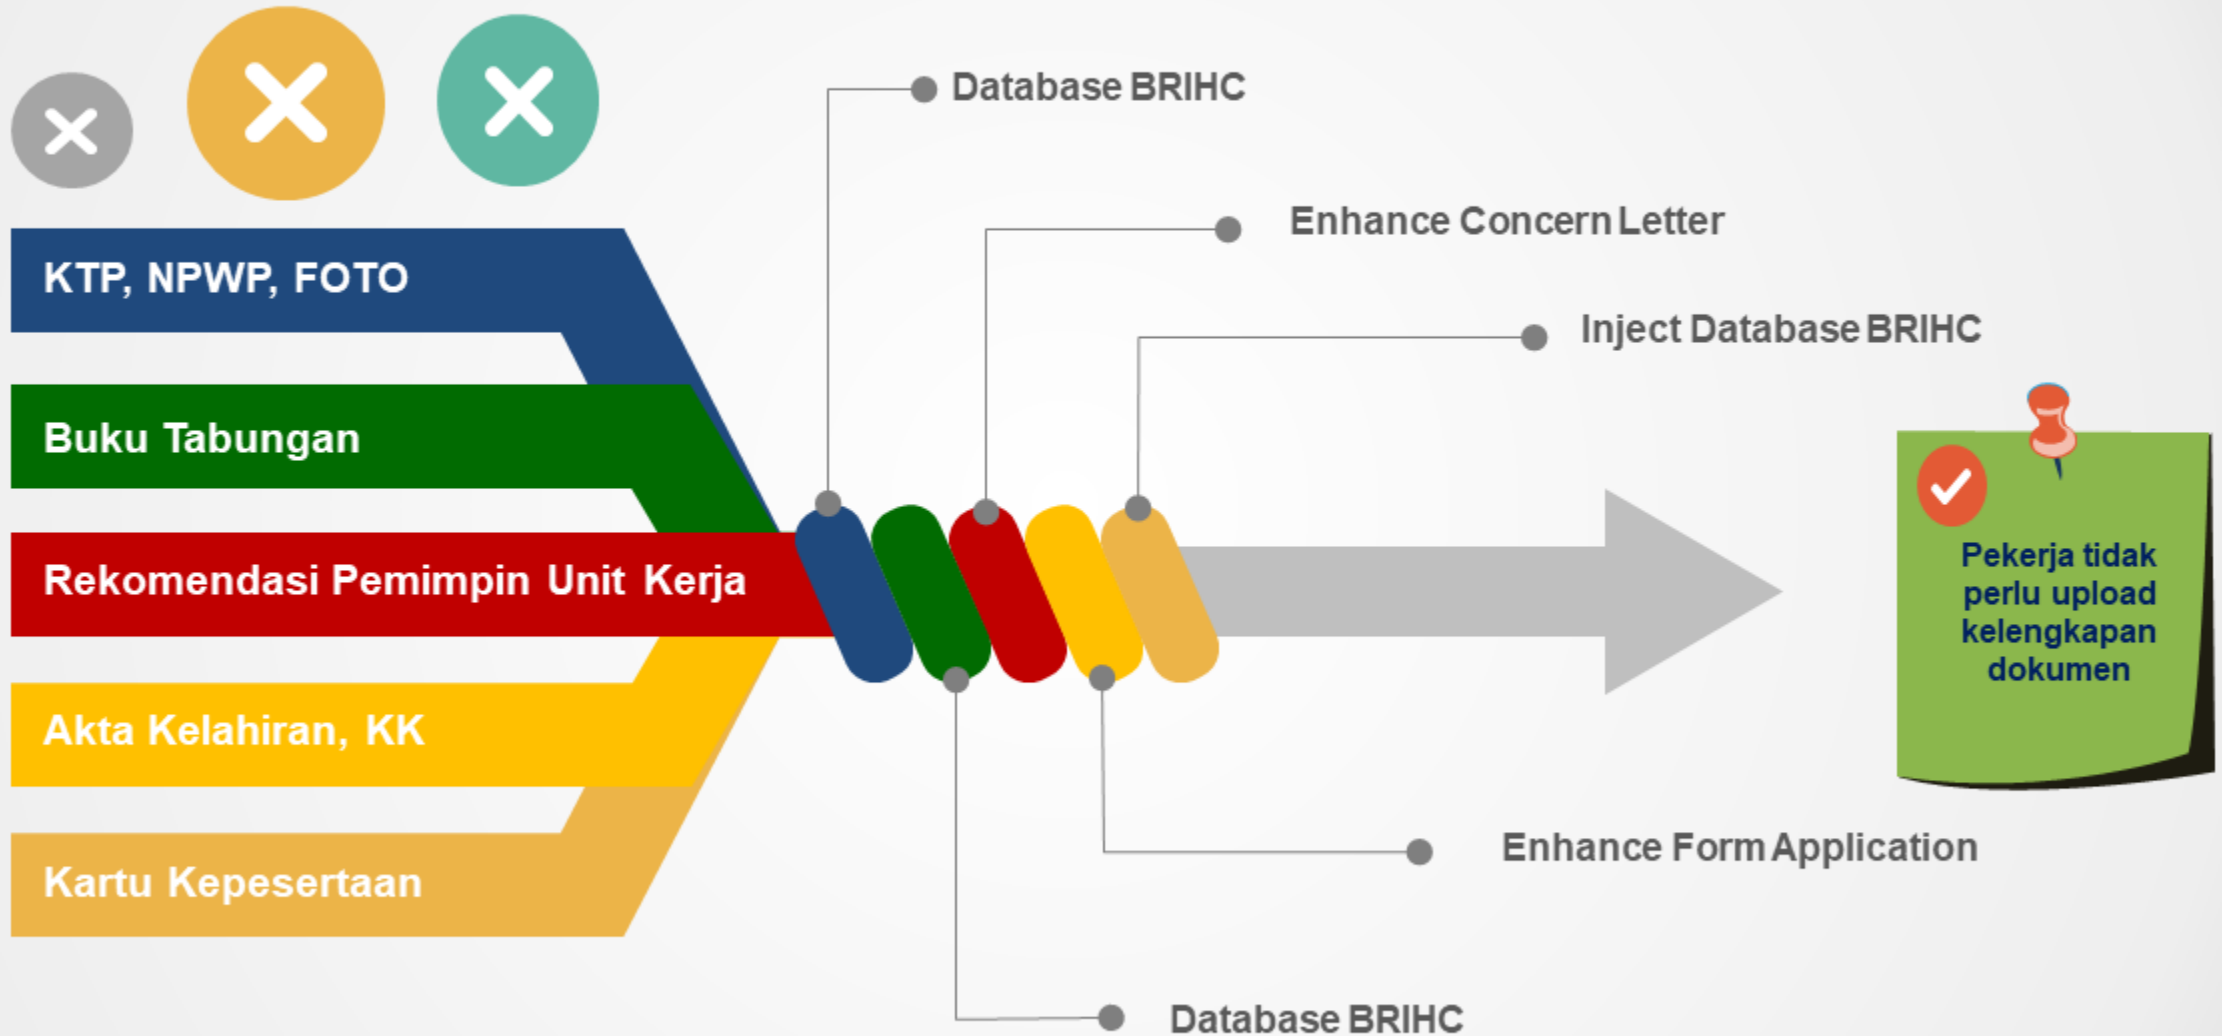 Database BRIHC
Enhance Concern Letter
KTP, NPWP, FOTO
Inject Database BRIHC
Buku Tabungan
Rekomendasi Pemimpin Unit Kerja
Pekerja tidak
perlu upload
kelengkapan
dokumen
Akta Kelahiran, KK
Enhance Form Application
Kartu Kepesertaan
Database BRIHC